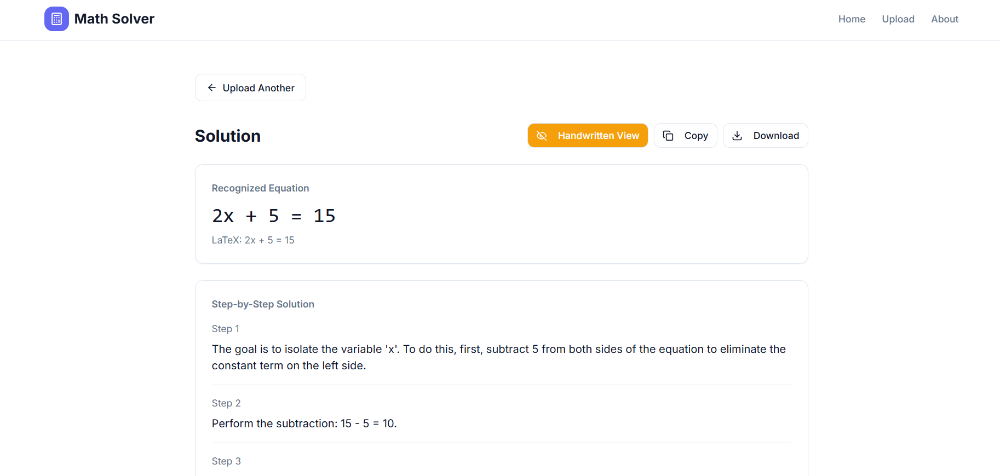 Math Solver
Home
Upload
About
Upload Another
Solution
Handwritten View
Copy
Download
Recognized Equation
2x + 5 = 15
LaTeX: 2x + 5 = 15
Step-by-Step Solution
Step 1
The goal is to isolate the variable 'x'. To do this, first, subtract 5 from both sides of the equation to eliminate the
constant term on the left side.
Step 2
Perform the subtraction: 15 - 5 = 10.
Step 3